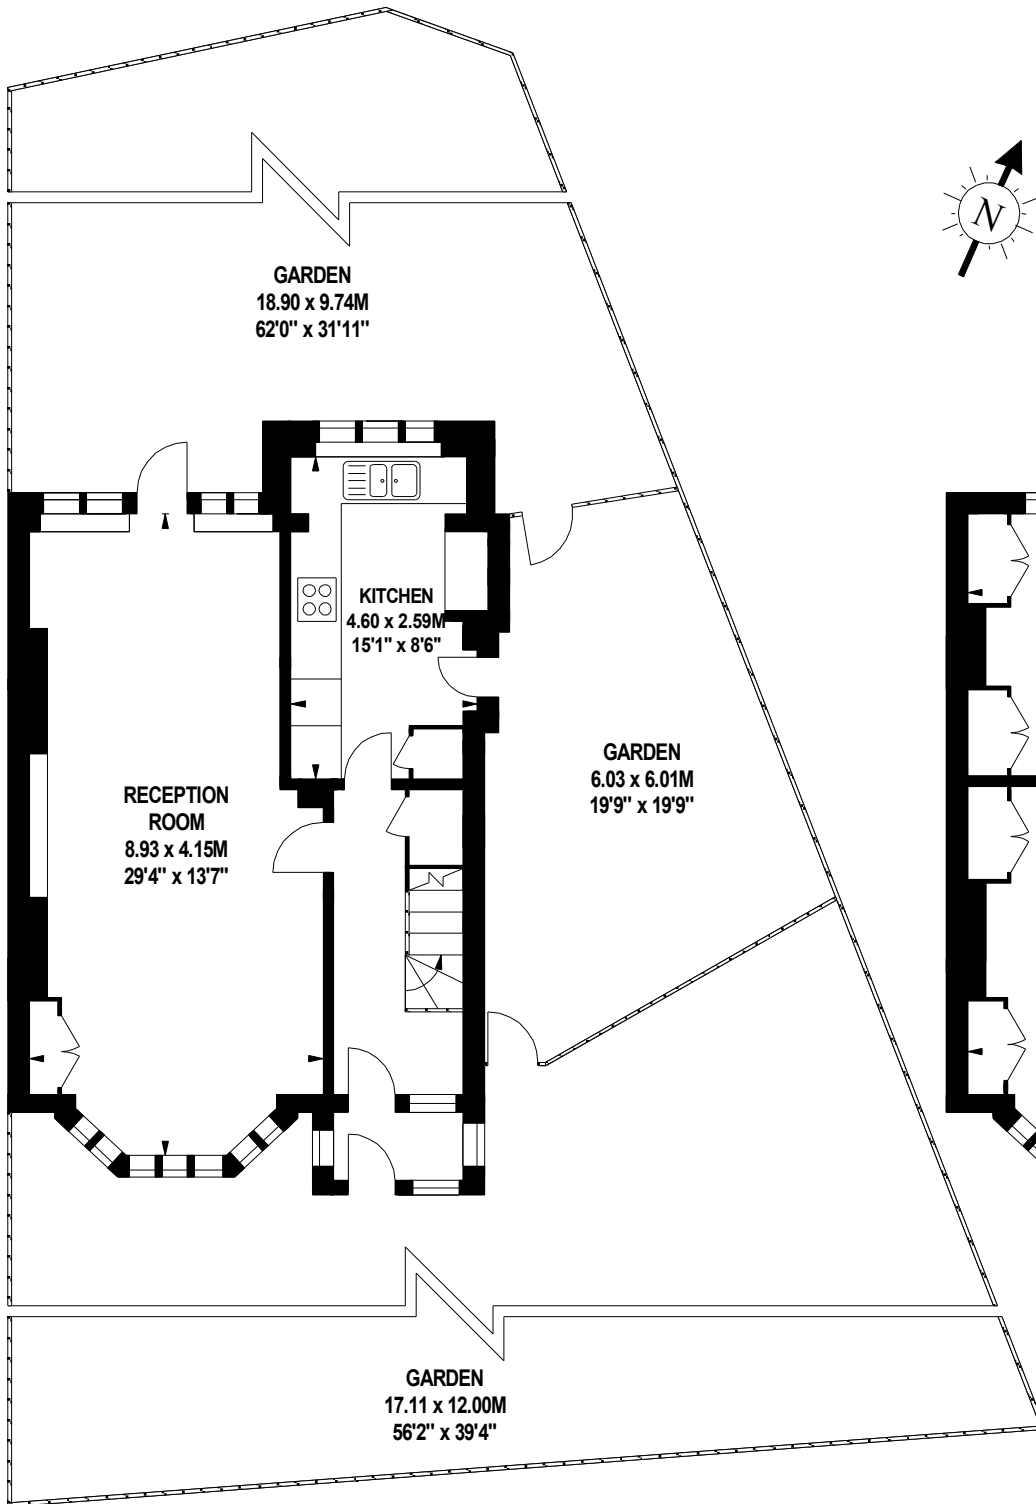 N
GARDEN
18.90 x 9.74M
62'0" x 31'11"
KITCHEN
4.60 x 2.59M
15'1" x 8'6"
GARDEN
6.03 x 6.01M
19'9" x 19'9"
RECEPTION
ROOM
8.93 x 4.15M
29'4" x 13'7"
GARDEN
17.11 x 12.00M
56'2" x 39'4"